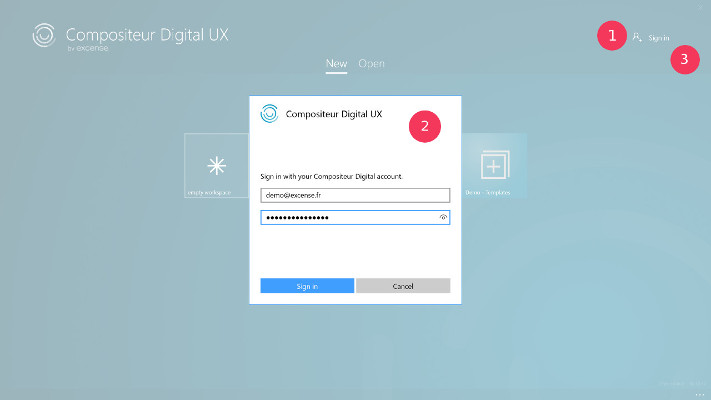 Compositeur Digital UX
by excense
1
Sign in
3
New
Open
Compositeur Digital UX
2
Sign in with your Compositeur Digital account.
demo@excense.fr
•••••••••••••••
empty workspace
Demo - Templates
Sign in
Cancel